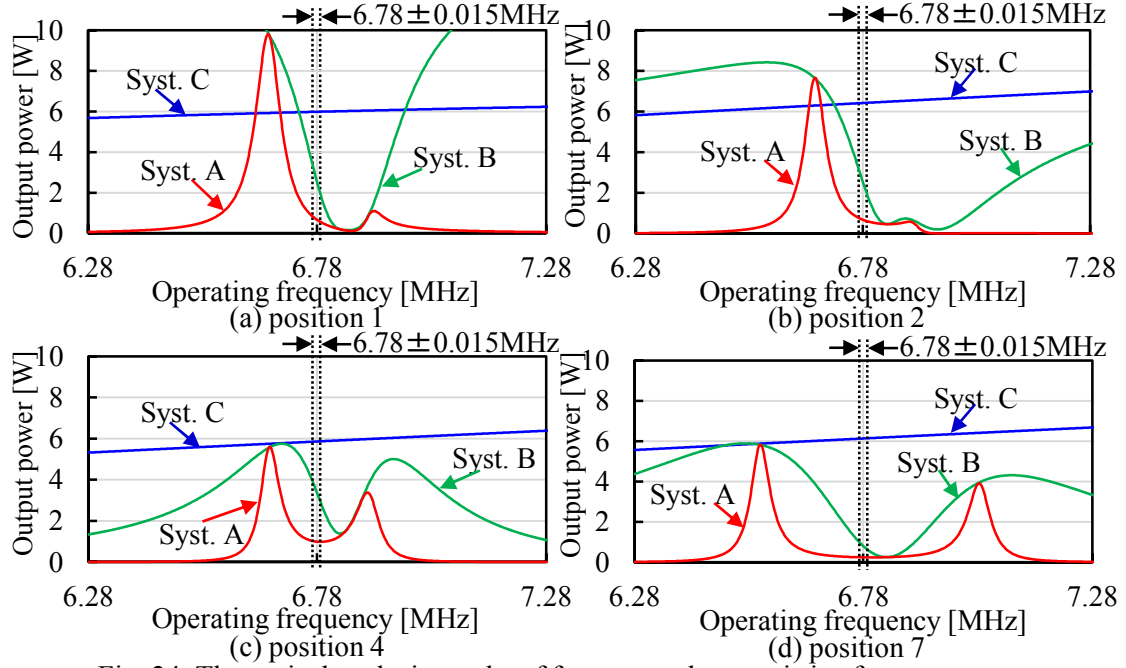 6.78±0.015MHz
Output power [W]
10
8
6
4
2
0
Syst. C
Syst. A
Syst. B
6.28
6.78
7.28
Operating frequency [MHz]
(a) position 1
6.78±0.015MHz
Output power [W]
10
8
6
4
2
0
Syst. C
Syst. A
Syst. B
6.28
6.78
7.28
Operating frequency [MHz]
(b) position 2
6.78±0.015MHz
Output power [W]
10
8
6
4
2
0
Syst. C
Syst. B
Syst. A
6.28
6.78
7.28
Operating frequency [MHz]
(c) position 4
6.78±0.015MHz
Output power [W]
10
8
6
4
2
0
Syst. C
Syst. B
Syst. A
6.28
6.78
7.28
Operating frequency [MHz]
(d) position 7